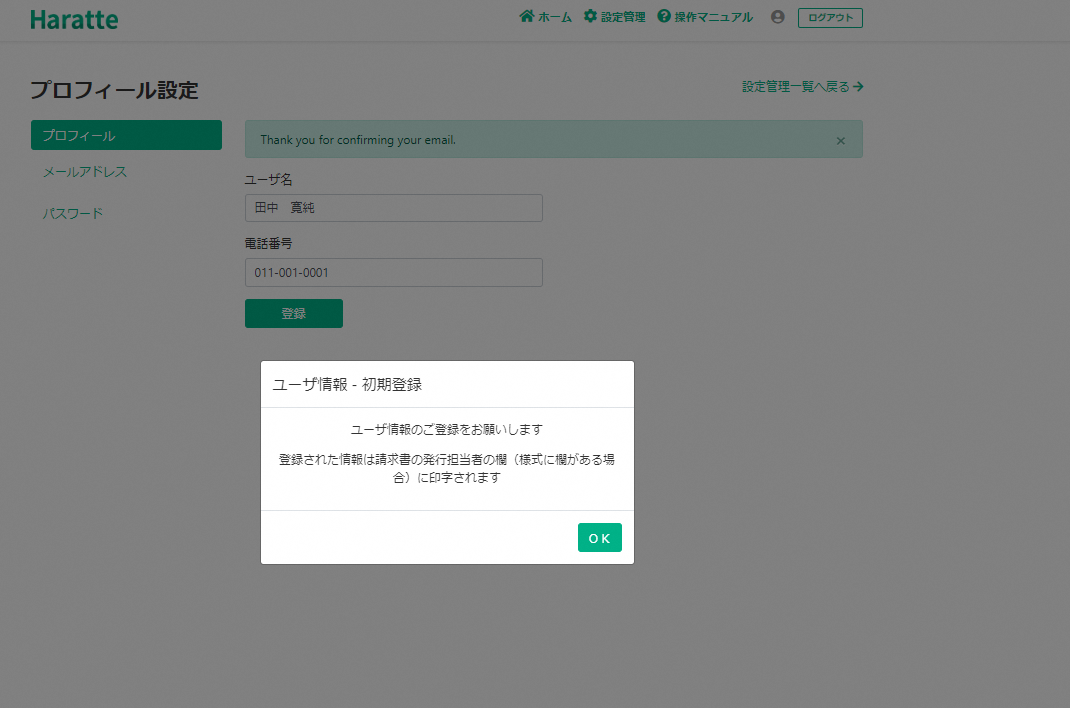 Haratte
ホーム 設定管理 操作マニュアル ログアウト
プロフィール設定
設定管理一覧へ戻る
プロフィール
メールアドレス
パスワード
Thank you for confirming your email.
ユーザ名
田中　寛純
電話番号
011-001-0001
登録
ユーザ情報 - 初期登録
ユーザ情報のご登録をお願いします
登録された情報は請求書の発行担当者の欄（様式に欄がある場
合）に印字されます
OK